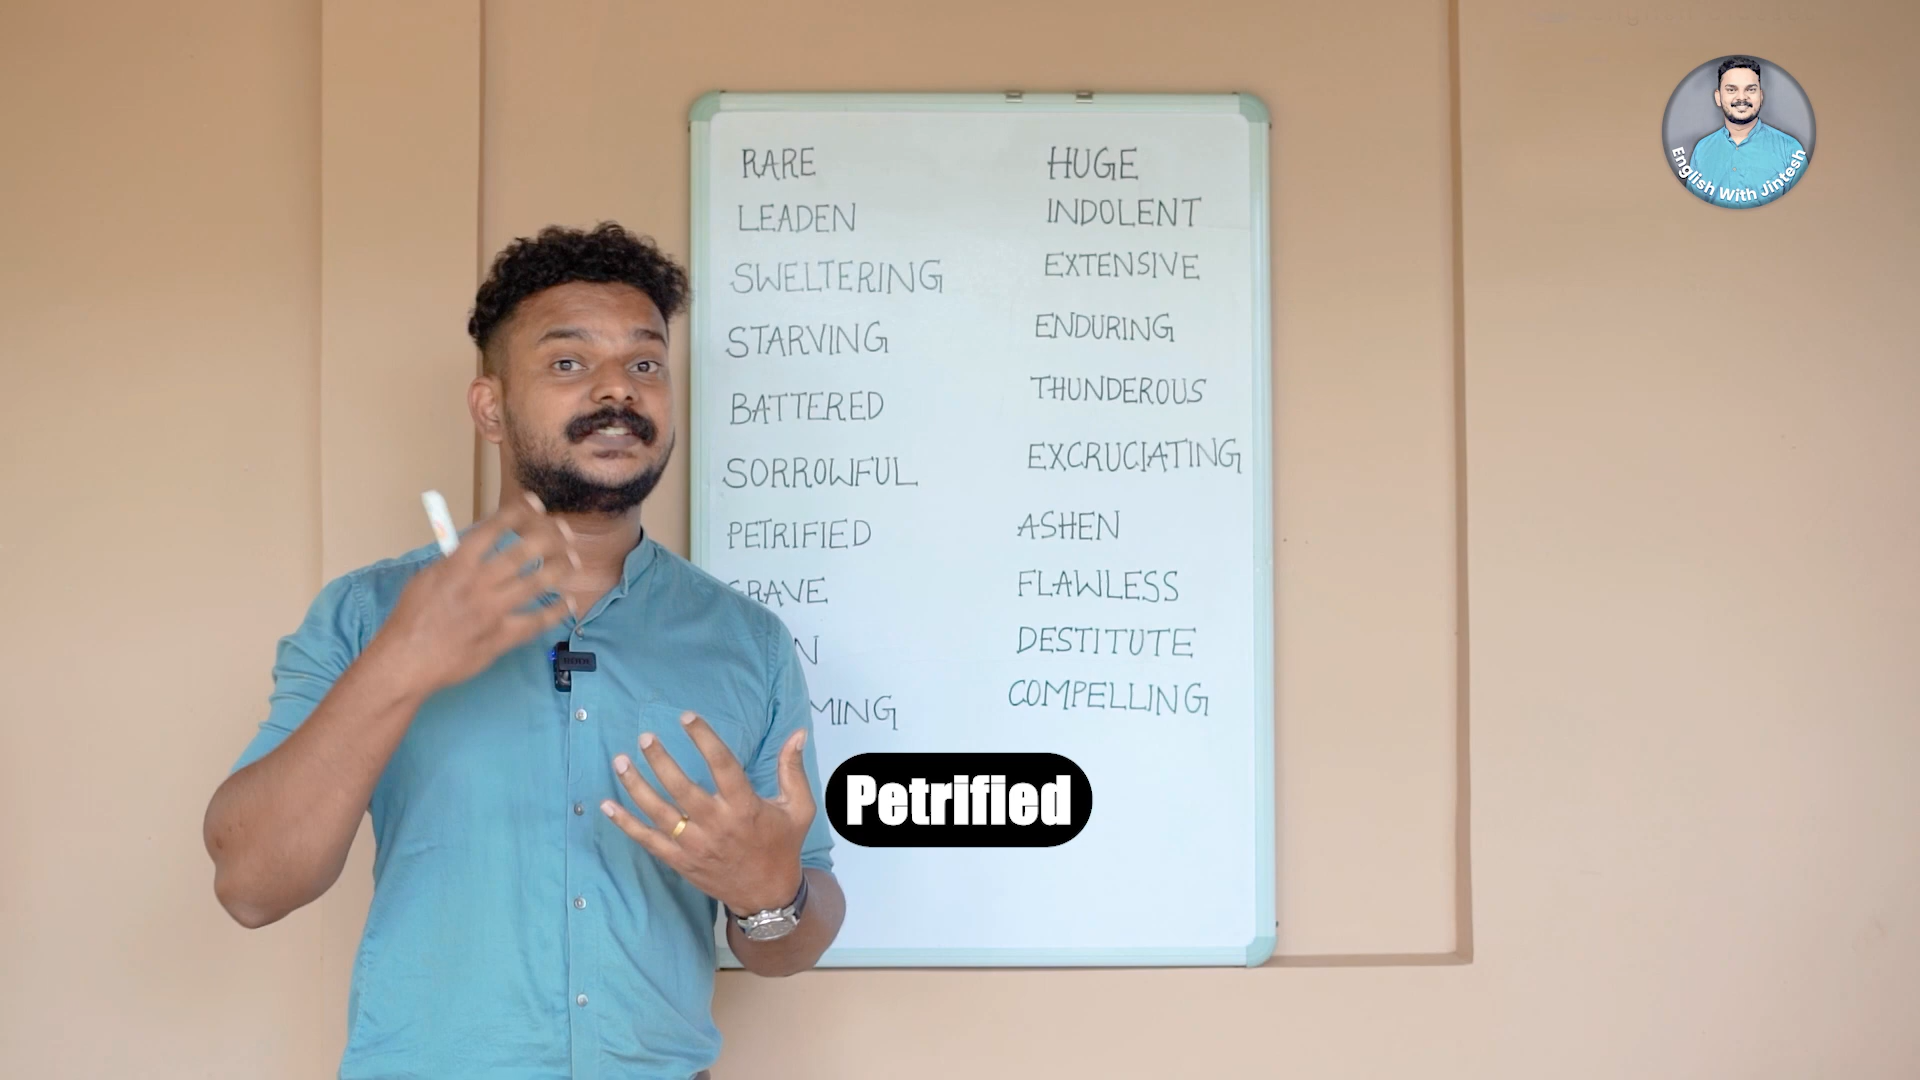 RARE
LEADEN
SWELTERING
STARVING
BATTERED
SORROWFUL
PETRIFIED
HUGE
INDOLENT
EXTENSIVE
ENDURING
THUNDEROUS
EXCRUCIATING
ASHEN
FLAWLESS
DESTITUTE
COMPELLING
Petrified
English With Jintesh